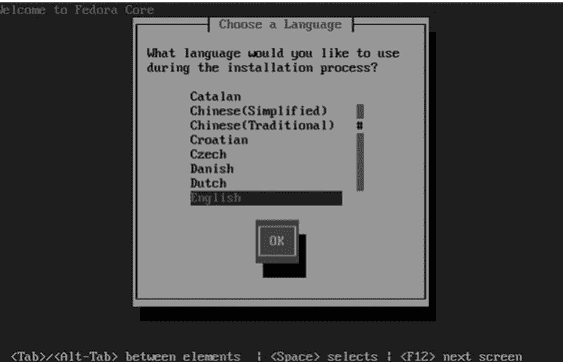 Welcome to Fedora Core
Choose a Language
What language would you like to use
during the installation process?
Catalan
Chinese(Simplified)
Chinese(Traditional) #
Croatian
Czech
Danish
Dutch
English
OK
<Tab>/<Alt-Tab> between elements | <Space> selects | <F12> next screen